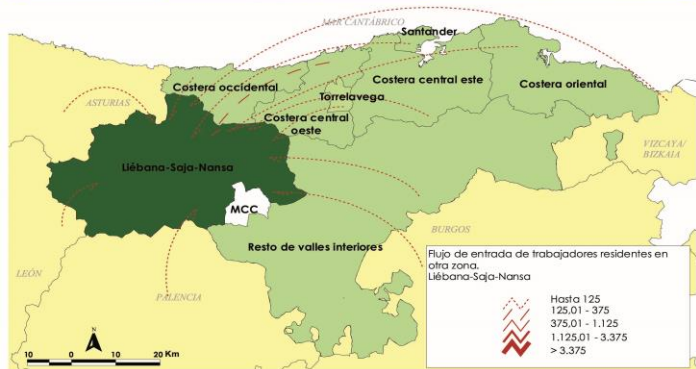 MAR CANTÁBRICO
Santander
Costera occidental
Costera central este
Costera oriental
ASTURIAS
Torrelavega
Costera central
oeste
VIZCAYA/
BIZKAIA
Liébana-Saja-Nansa
MCC
BURGOS
Resto de valles interiores
LEÓN
PALENCIA
Flujo de entrada de trabajadores residentes en
otra zona.
Liébana-Saja-Nansa
Hasta 125
125,01 - 375
375,01 - 1.125
1.125,01 - 3.375
> 3.375
N
10 0 10 20 Km